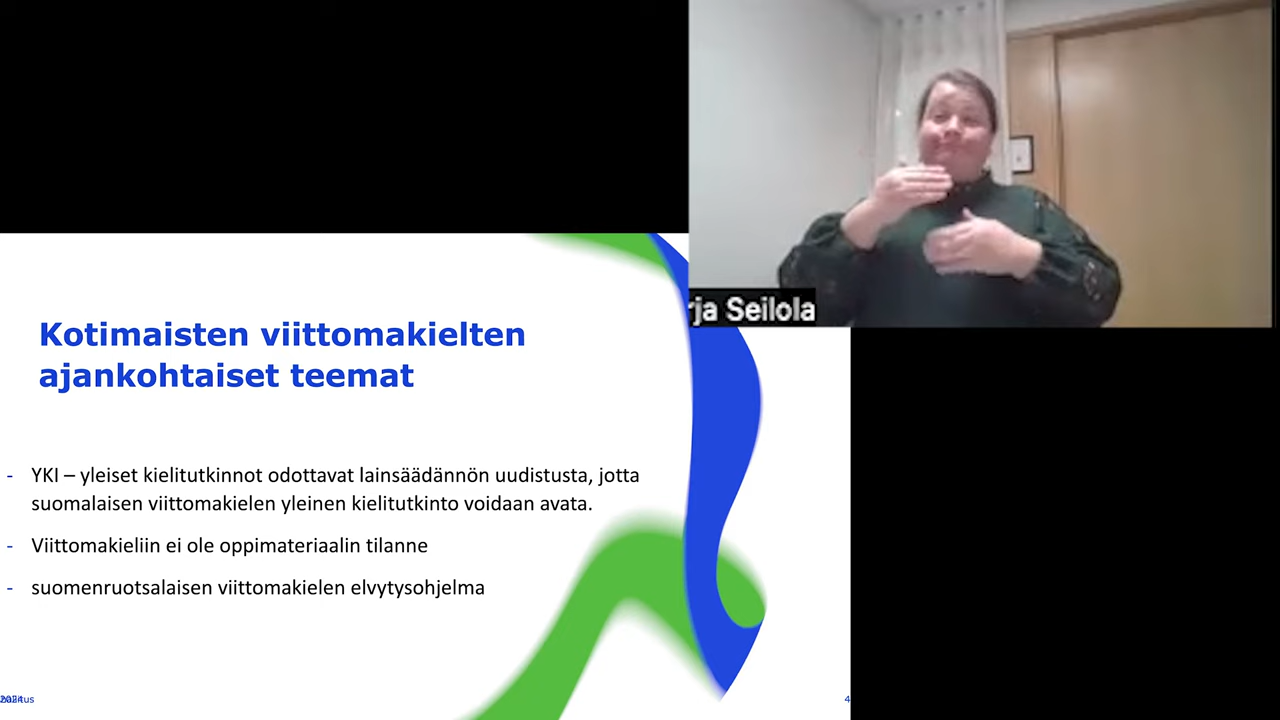 rja Seilola
Kotimaisten viittomakielten
ajankohtaiset teemat
- YKI – yleiset kielitutkinnot odottavat lainsäädännön uudistusta, jotta
suomalaisen viittomakielen yleinen kielitutkinto voidaan avata.
- Viittomakieliin ei ole oppimateriaalin tilanne
- suomenruotsalaisen viittomakielen elvytysohjelma
4